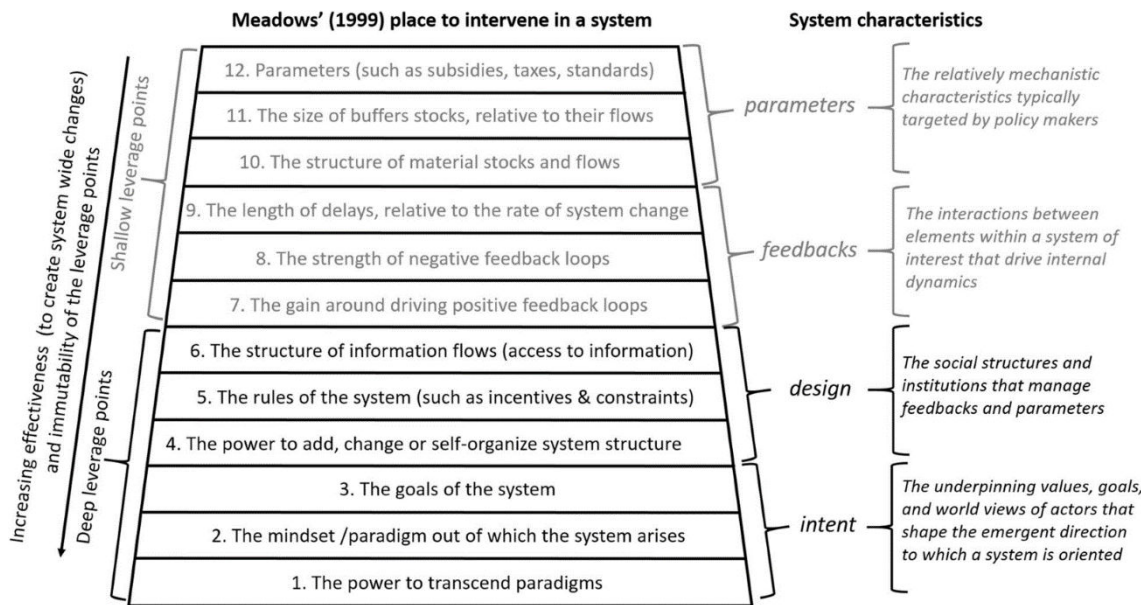 Meadows' (1999) place to intervene in a system
System characteristics
Increasing effectiveness (to create system wide changes)
and immutability of the leverage points
Shallow leverage points
Deep leverage points
12. Parameters (such as subsidies, taxes, standards)
11. The size of buffers stocks, relative to their flows
10. The structure of material stocks and flows
9. The length of delays, relative to the rate of system change
8. The strength of negative feedback loops
7. The gain around driving positive feedback loops
6. The structure of information flows (access to information)
5. The rules of the system (such as incentives & constraints)
4. The power to add, change or self-organize system structure
3. The goals of the system
2. The mindset /paradigm out of which the system arises
1. The power to transcend paradigms
parameters
The relatively mechanistic
characteristics typically
targeted by policy makers
feedbacks
The interactions between
elements within a system of
interest that drive internal
dynamics
design
The social structures and
institutions that manage
feedbacks and parameters
intent
The underpinning values, goals,
and world views of actors that
shape the emergent direction
to which a system is oriented